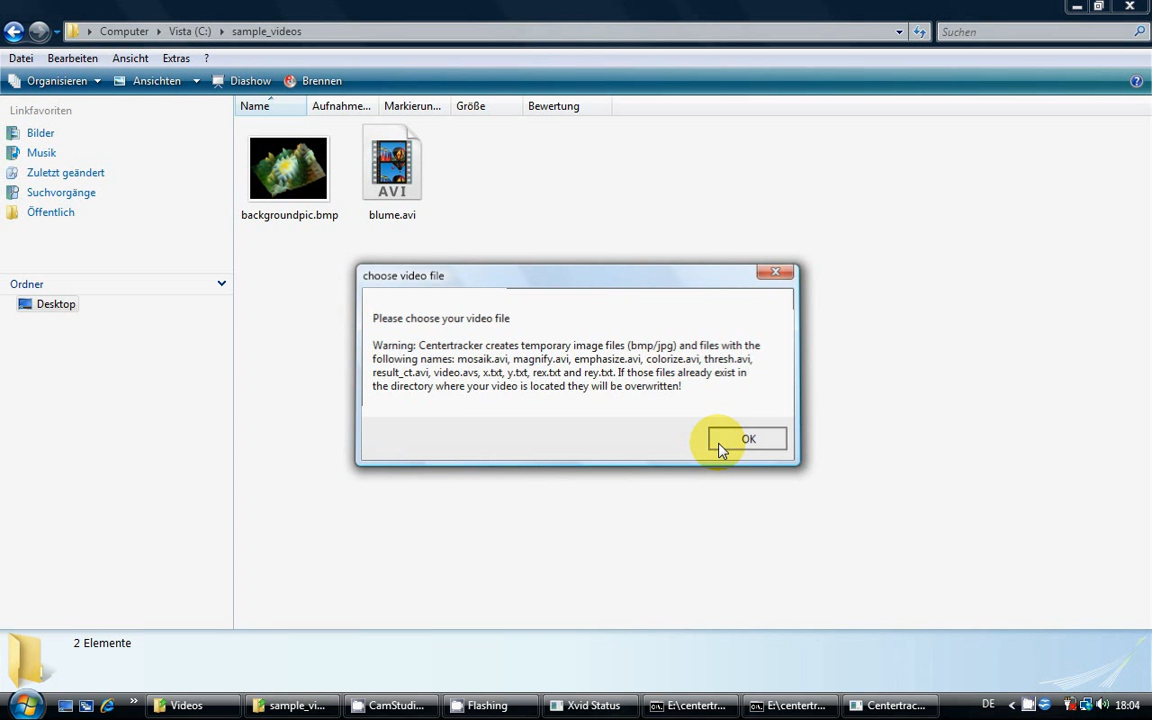 Computer Vista (C:) sample_videos
Suchen
Datei Bearbeiten Ansicht Extras ?
Organisieren Ansichten Diashow Brennen
Linkfavoriten
Bilder
Musik
Zuletzt geändert
Suchvorgänge
Öffentlich
Ordner
Desktop
Name Aufnahme... Markierun... Größe Bewertung
AVI
backgroundpic.bmp blume.avi
choose video file
Please choose your video file
Warning: Centertracker creates temporary image files (bmp/jpg) and files with the
following names: mosaik.avi, magnify.avi, emphasize.avi, colorize.avi, thresh.avi,
result_ct.avi, video.avs, x.txt, y.txt, rex.txt and rey.txt. If those files already exist in
the directory where your video is located they will be overwritten!
OK
2 Elemente
» Videos sample_vi... CamStudi... Flashing Xvid Status E:\centertr... E:\centertr... Centertrac... DE < 18:04